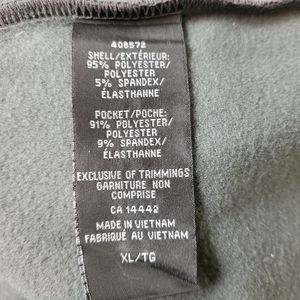 408572
SHELL/EXTÉRIEUR:
95% POLYESTER/
POLYESTER
5% SPANDEX/
ÉLASTHANNE
POCKET/POCHE:
91% POLYESTER/
POLYESTER
9% SPANDEX/
ÉLASTHANNE
EXCLUSIVE OF TRIMMINGS
GARNITURE NON
COMPRISE
CA 14442
MADE IN VIETNAM
FABRIQUÉ AU VIETNAM
XL/TG